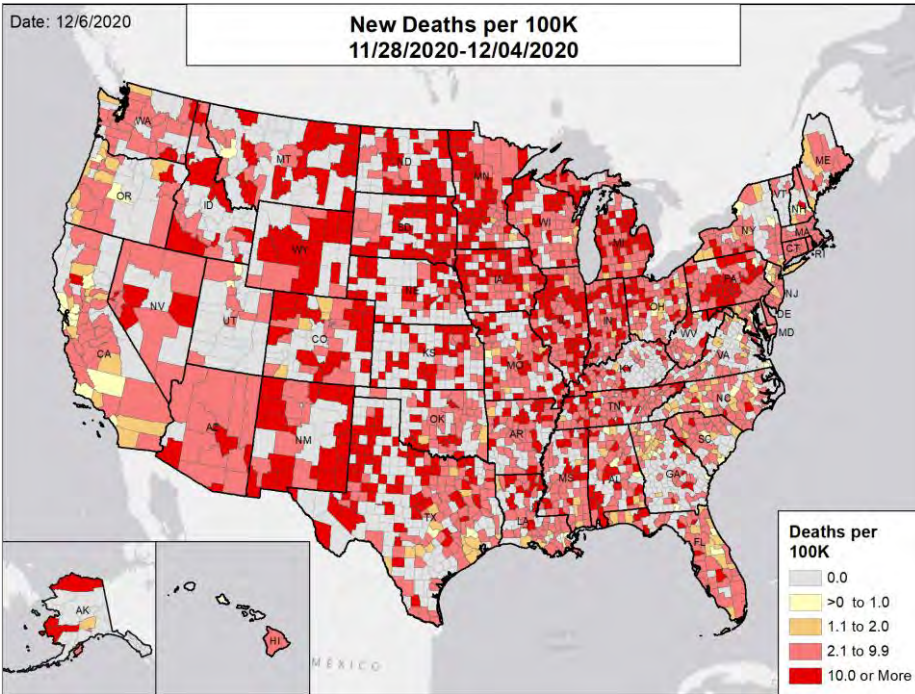 Date: 12/6/2020
New Deaths per 100K
11/28/2020-12/04/2020
WA
MT
ND
MN
ME
OR
ID
SD
WI
MI
VT
NH
NY
MA
CT
RI
WY
IA
PA
NJ
NE
NV
UT
CO
IL
IN
OH
DE
MD
WV
VA
CA
KS
MO
KY
NC
TN
AZ
NM
OK
AR
SC
MS
AL
GA
TX
LA
FL
AK
HI
MÉXICO
Deaths per
100K
0.0
>0 to 1.0
1.1 to 2.0
2.1 to 9.9
10.0 or More